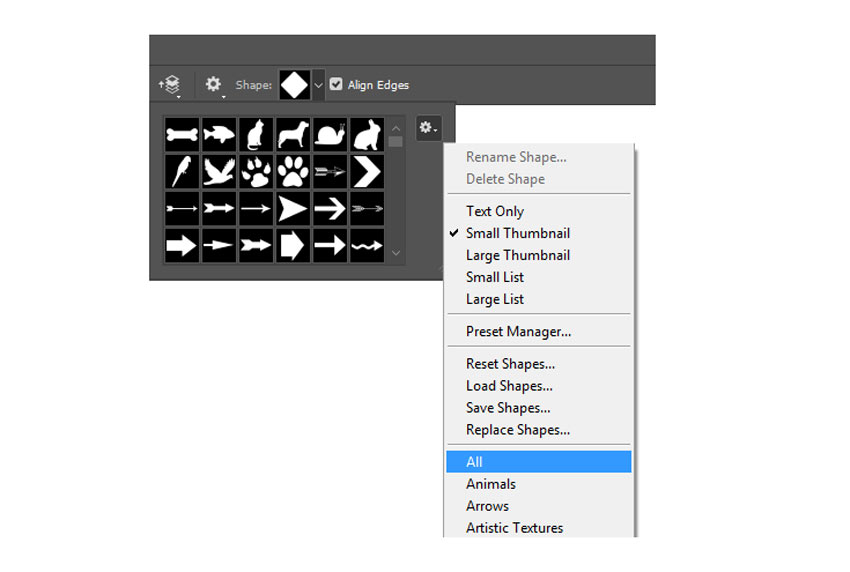 Shape:
Align Edges
Rename Shape...
Delete Shape
Text Only
Small Thumbnail
Large Thumbnail
Small List
Large List
Preset Manager...
Reset Shapes...
Load Shapes...
Save Shapes...
Replace Shapes...
All
Animals
Arrows
Artistic Textures